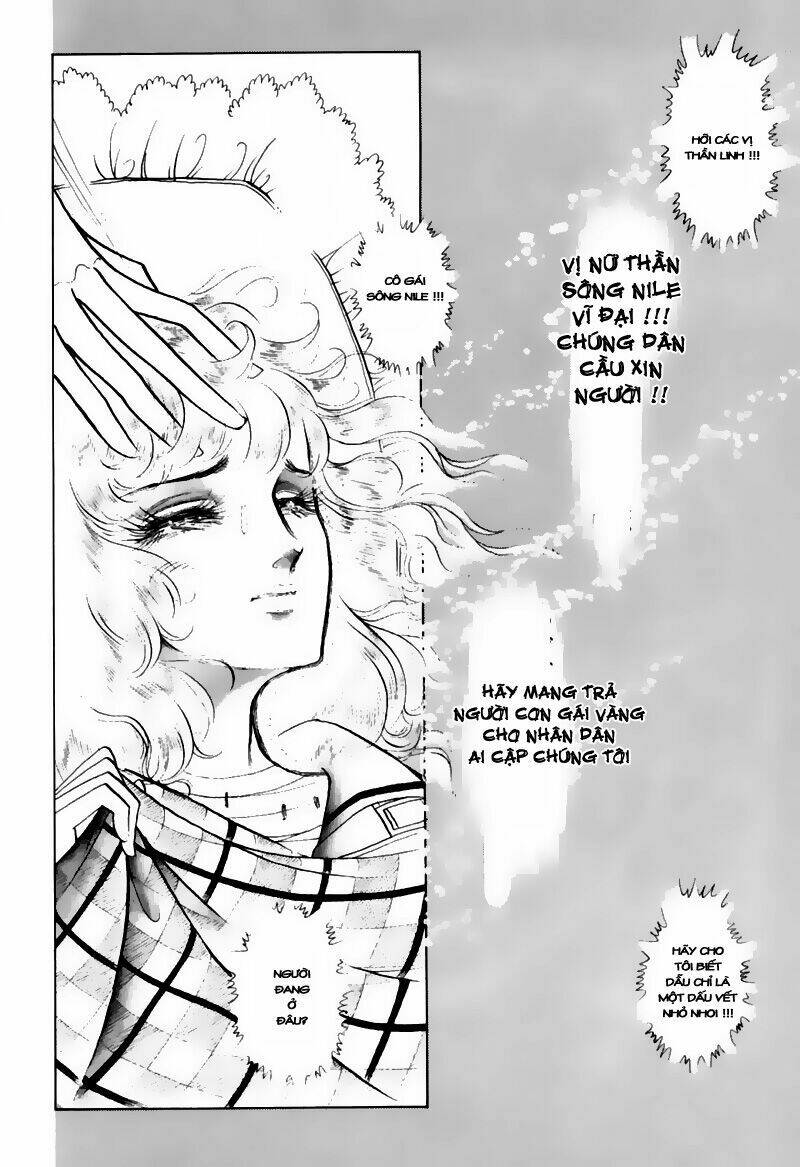 HỠI CÁC VỊ
THẦN LINH !!!
VỊ NỮ THẦN
SÔNG NILE
VĨ ĐẠI !!!
CHÚNG DÂN
CẦU XIN
NGƯỜI !!
CÔ GÁI
SÔNG NILE !!!
HÃY MANG TRẢ
NGƯỜI CON GÁI VÀNG
CHO NHÂN DÂN
AI CẬP CHÚNG TÔI
HÃY CHO
TÔI BIẾT
DẪU CHỈ LÀ
MỘT DẤU VẾT
NHỎ NHOI !!!
NGƯỜI
ĐANG
Ở
ĐÂU?